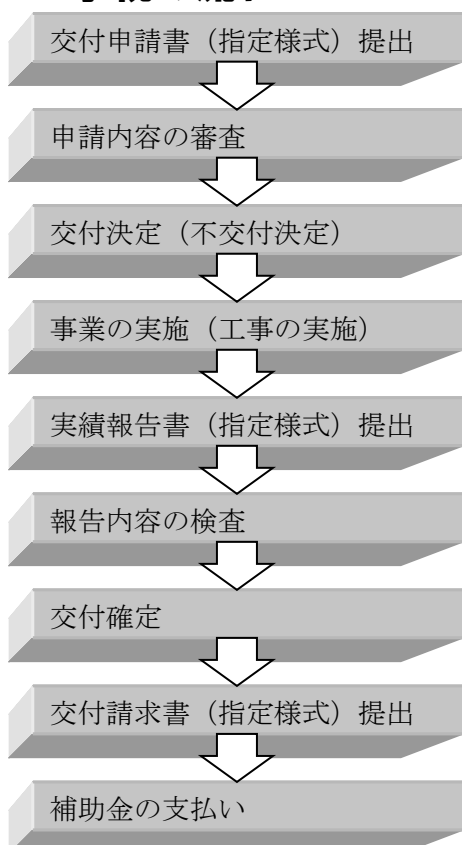 交付申請書（指定様式）提出
申請内容の審査
交付決定（不交付決定）
事業の実施（工事の実施）
実績報告書（指定様式）提出
報告内容の検査
交付確定
交付請求書（指定様式）提出
補助金の支払い